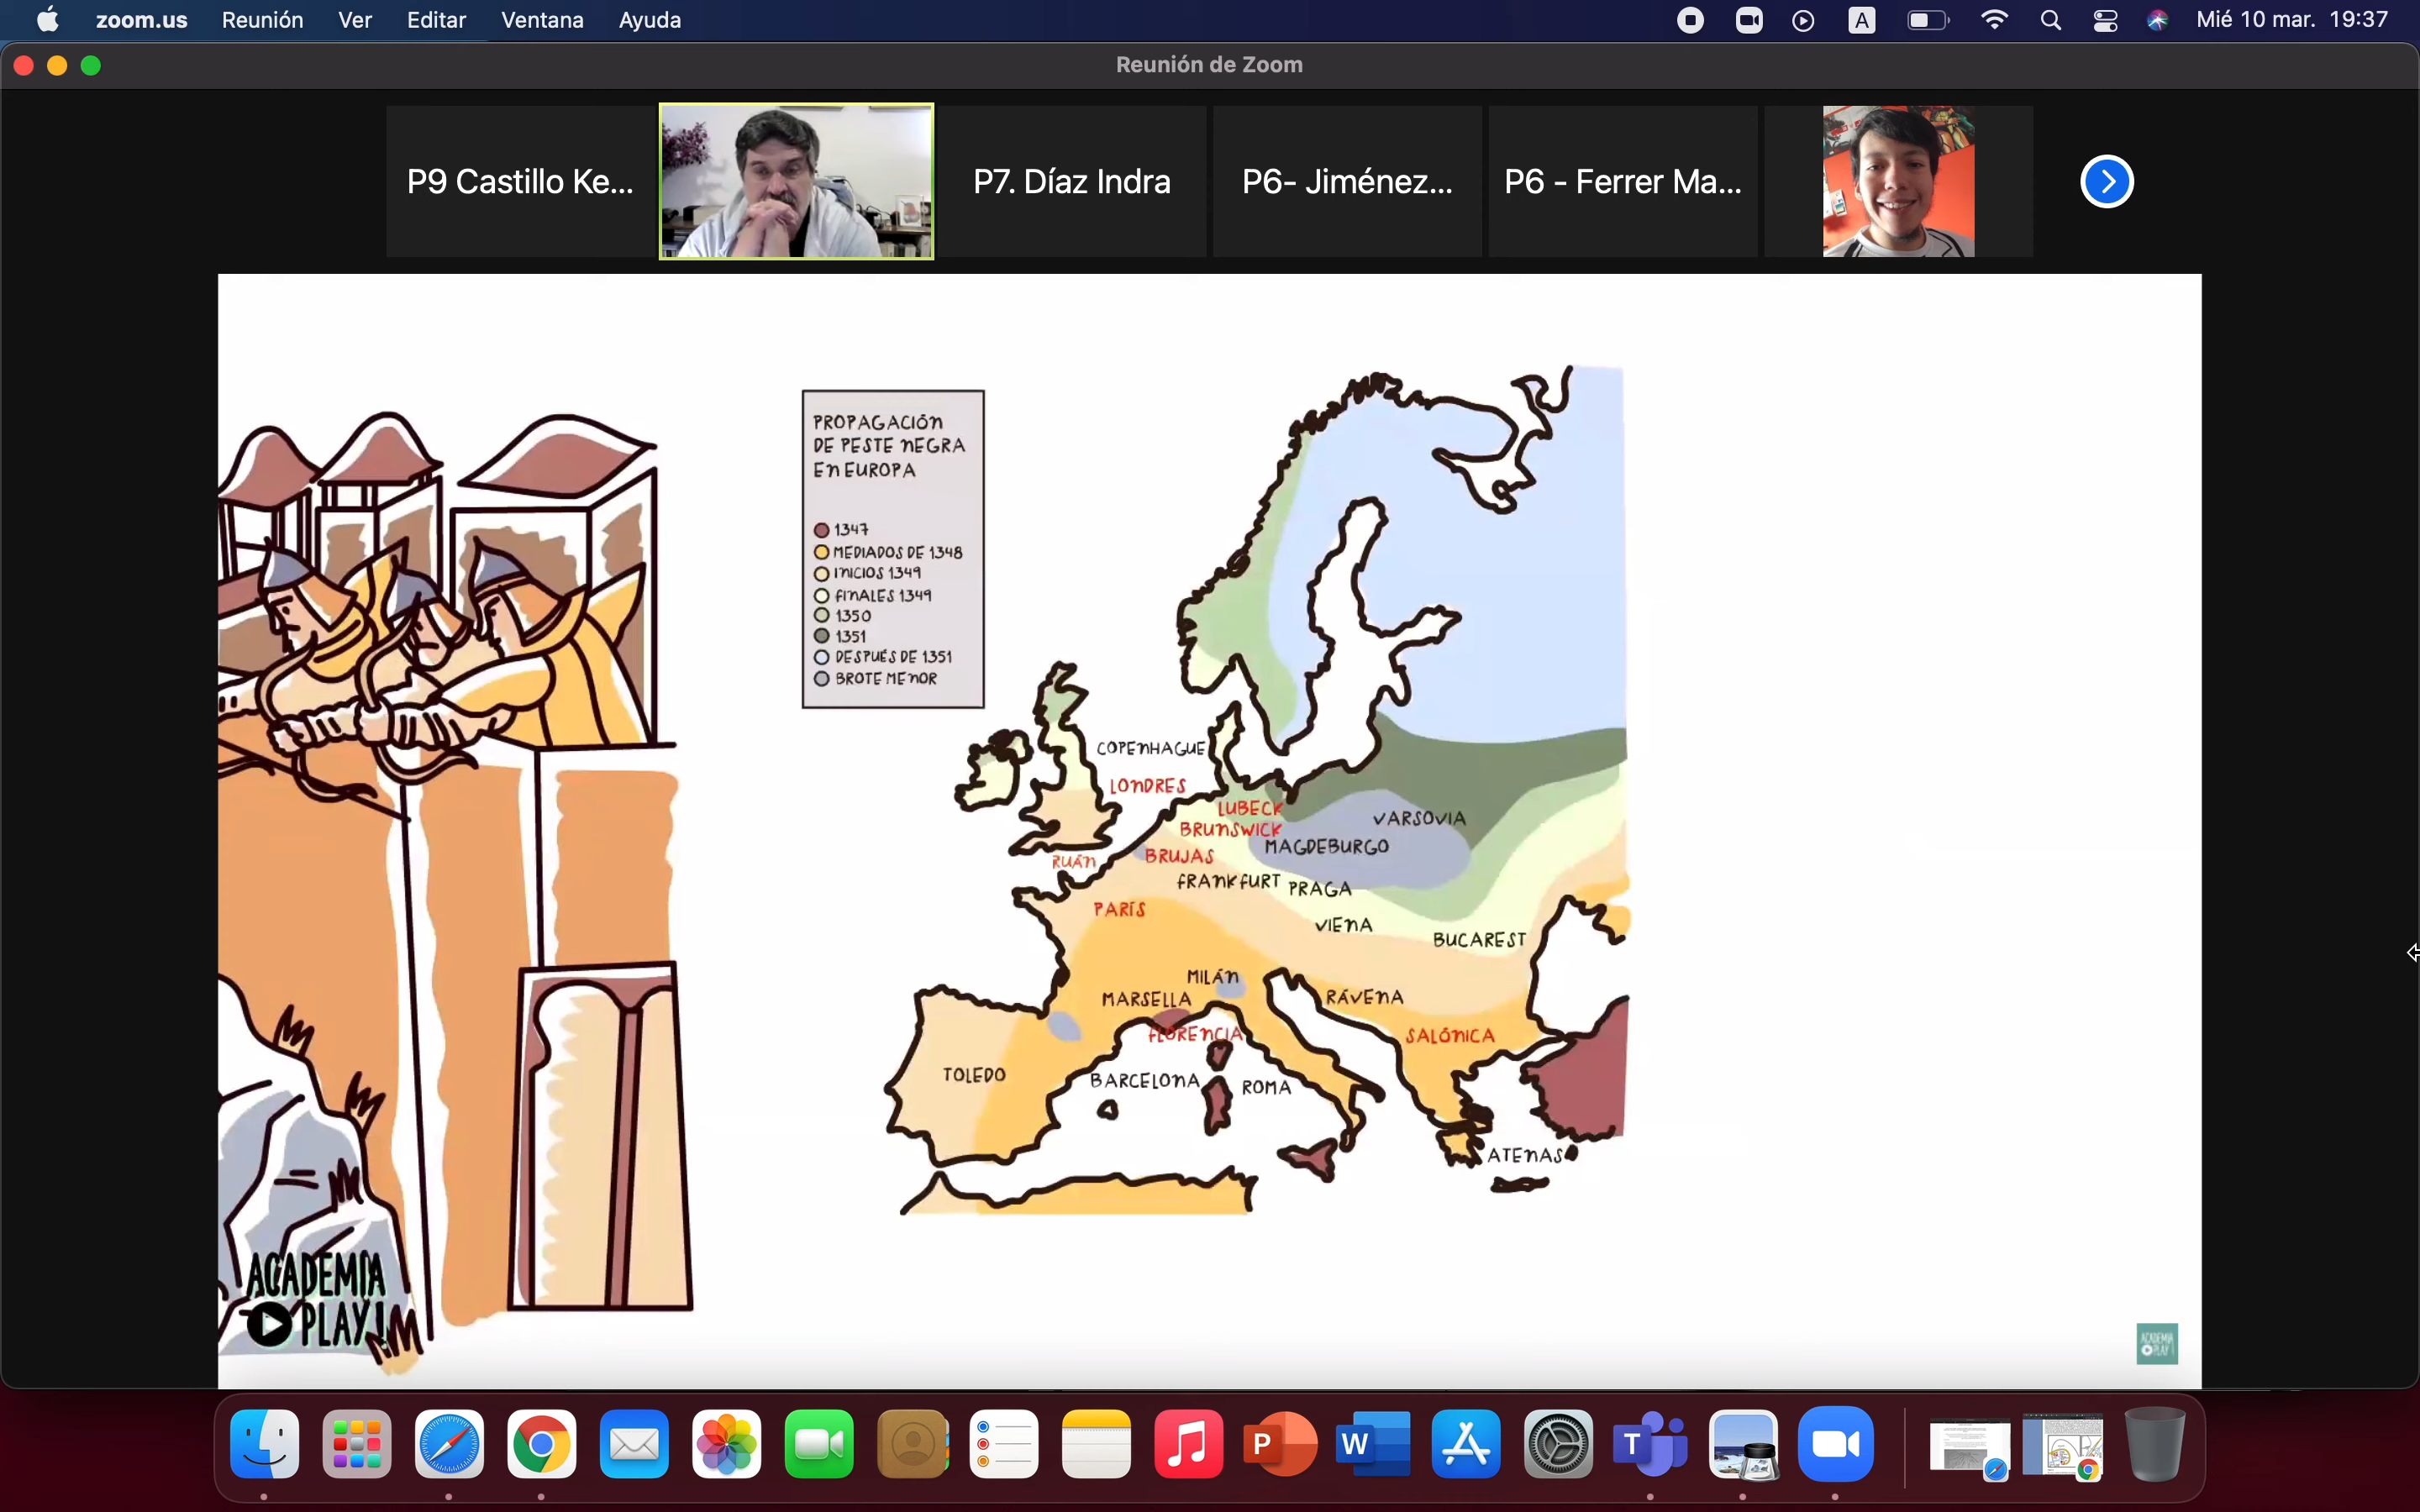 zoom.us Reunión Ver Editar Ventana Ayuda
A
Mié 10 mar. 19:37
Reunión de Zoom
P9 Castillo Ke...
P7. Díaz Indra
P6- Jiménez...
P6 - Ferrer Ma...
PROPAGACIÓN
DE PESTE NEGRA
EN EUROPA
1347
MEDIADOS DE 1348
INICIOS 1349
FINALES 1349
1350
1351
DESPUÉS DE 1351
BROTE MENOR
COPENHAGUE
LONDRES
LUBECK
BRUNSWICK
VARSOVIA
MAGDEBURGO
RUÁN
BRUJAS
FRANKFURT
PRAGA
PARÍS
VIENA
BUCAREST
MILÁN
MARSELLA
RÁVENA
FLORENCIA
SALÓNICA
TOLEDO
BARCELONA
ROMA
ATENAS
ACADEMIA
PLAY!
ACADEMIA
PLAY
P
W
T